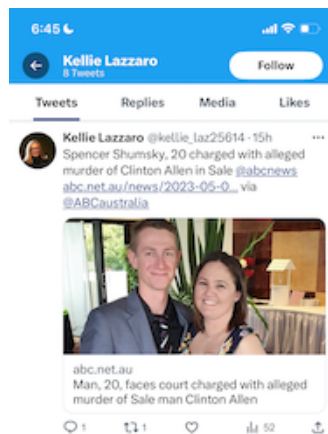 6:45
Kellie Lazzaro
8 Tweets
Follow
Tweets Replies Media Likes
Kellie Lazzaro @kellie_laz25614 · 15h
Spencer Shumsky, 20 charged with alleged
murder of Clinton Allen in Sale @abcnews
abc.net.au/news/2023-05-0... via
@ABCaustralia
abc.net.au
Man, 20, faces court charged with alleged
murder of Sale man Clinton Allen
1 1 52